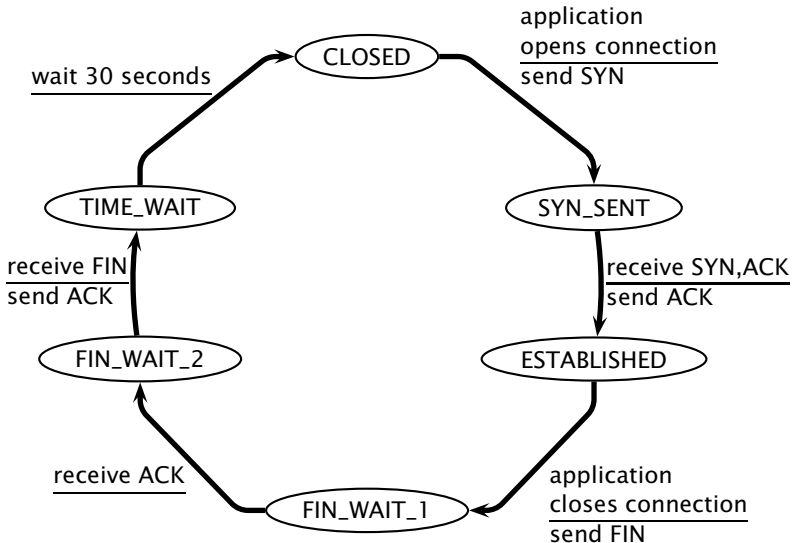 CLOSED
application
opens connection
send SYN
SYN_SENT
receive SYN,ACK
send ACK
ESTABLISHED
application
closes connection
send FIN
FIN_WAIT_1
receive ACK
FIN_WAIT_2
receive FIN
send ACK
TIME_WAIT
wait 30 seconds